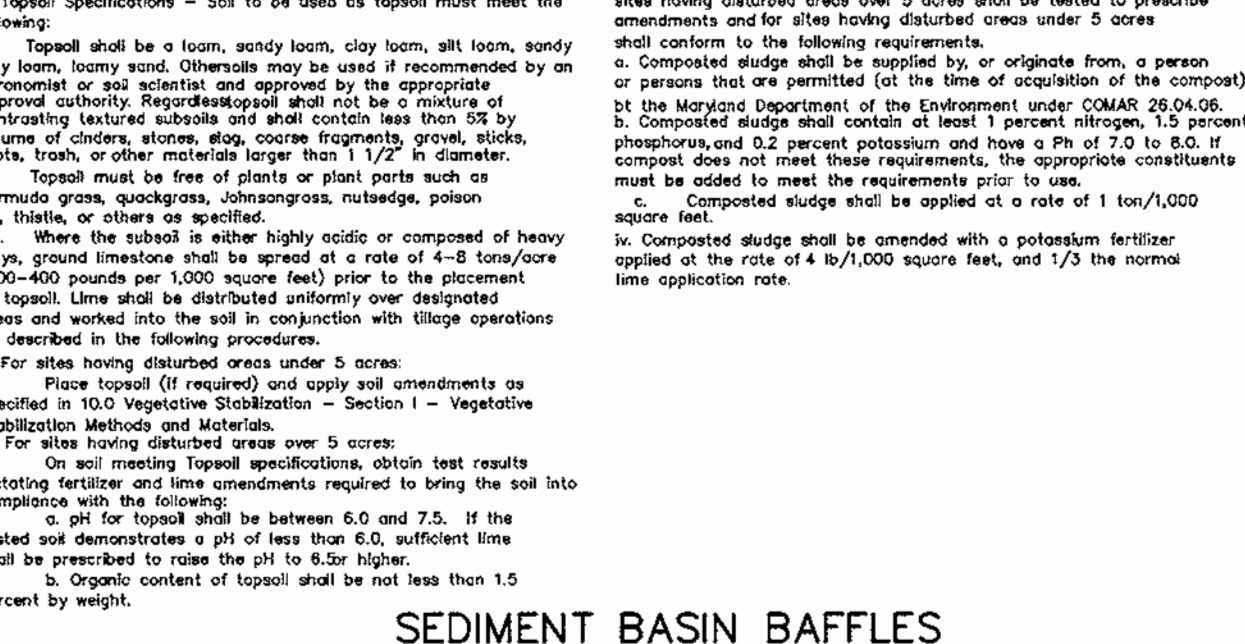 Topsoil Specifications – Soil to be used as topsoil must meet the
owing:
Topsoil shall be a loam, sandy loam, clay loam, silt loam, sandy
y loam, loamy sand. Othersoils may be used if recommended by an
ronomist or soil scientist and approved by the appropriate
proval authority. Regardlesstopsoil shall not be a mixture of
ntrasting textured subsoils and shall contain less than 5% by
ume of cinders, stones, slag, coarse fragments, gravel, sticks,
ots, trash, or other materials larger than 1 1/2" in diameter.
Topsoil must be free of plants or plant parts such as
rmuda grass, quackgrass, Johnsongrass, nutsedge, poison
, thistle, or others as specified.
. Where the subsoil is either highly acidic or composed of heavy
ys, ground limestone shall be spread at a rate of 4–8 tons/acre
00–400 pounds per 1,000 square feet) prior to the placement
topsoil. Lime shall be distributed uniformly over designated
eas and worked into the soil in conjunction with tillage operations
described in the following procedures.
For sites having disturbed areas under 5 acres:
Place topsoil (if required) and apply soil amendments as
ecified in 10.0 Vegetative Stabilization – Section I – Vegetative
abilization Methods and Materials.
For sites having disturbed areas over 5 acres:
On soil meeting Topsoil specifications, obtain test results
ctating fertilizer and lime amendments required to bring the soil into
mpliance with the following:
a. pH for topsoil shall be between 6.0 and 7.5. If the
sted soil demonstrates a pH of less than 6.0, sufficient lime
all be prescribed to raise the pH to 6.5or higher.
b. Organic content of topsoil shall be not less than 1.5
rcent by weight.
sites having disturbed areas over 5 acres shall be tested to prescribe
amendments and for sites having disturbed areas under 5 acres
shall conform to the following requirements.
a. Composted sludge shall be supplied by, or originate from, a person
or persons that are permitted (at the time of acquisition of the compost)
bt the Maryland Department of the Environment under COMAR 26.04.06.
b. Composted sludge shall contain at least 1 percent nitrogen, 1.5 percent
phosphorus, and 0.2 percent potassium and have a Ph of 7.0 to 8.0. If
compost does not meet these requirements, the appropriate constituents
must be added to meet the requirements prior to use.
c. Composted sludge shall be applied at a rate of 1 ton/1,000
square feet.
iv. Composted sludge shall be amended with a potassium fertilizer
applied at the rate of 4 lb/1,000 square feet, and 1/3 the normal
lime application rate.
SEDIMENT BASIN BAFFLES